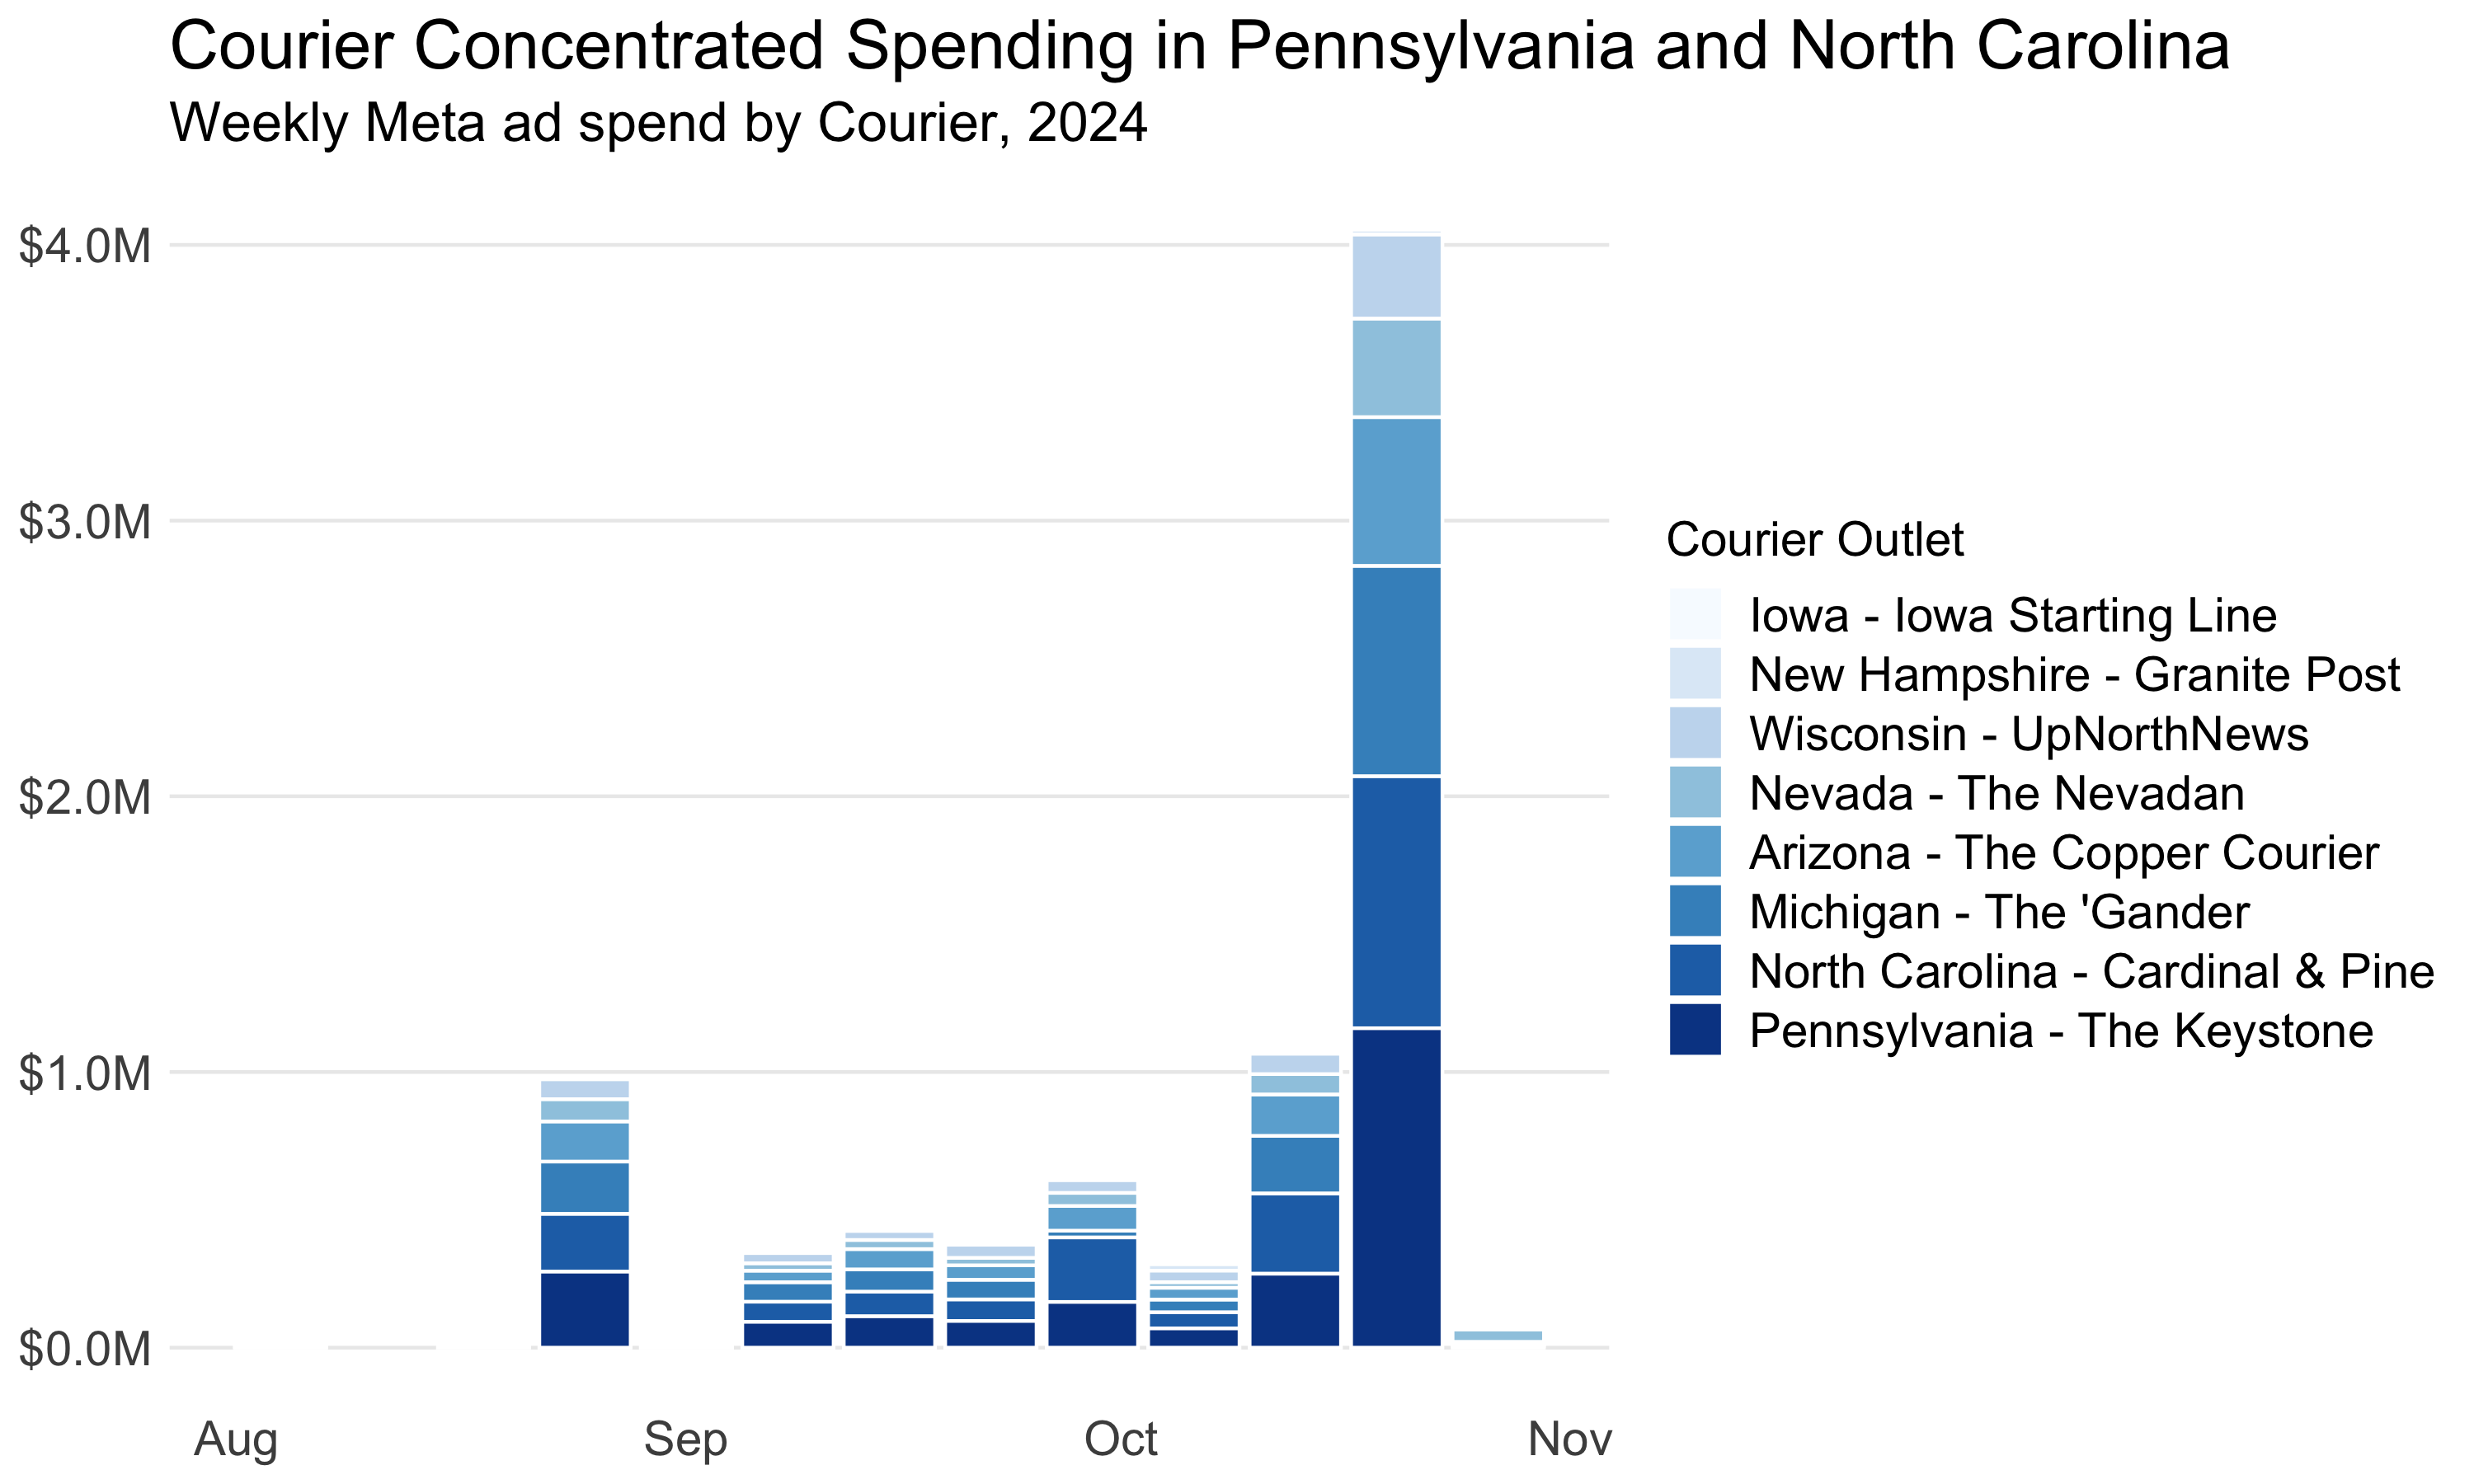 Courier Concentrated Spending in Pennsylvania and North Carolina
Weekly Meta ad spend by Courier, 2024
$4.0M
$3.0M
$2.0M
$1.0M
$0.0M
Aug
Sep
Oct
Nov
Courier Outlet
Iowa - Iowa Starting Line
New Hampshire - Granite Post
Wisconsin - UpNorthNews
Nevada - The Nevadan
Arizona - The Copper Courier
Michigan - The 'Gander
North Carolina - Cardinal & Pine
Pennsylvania - The Keystone